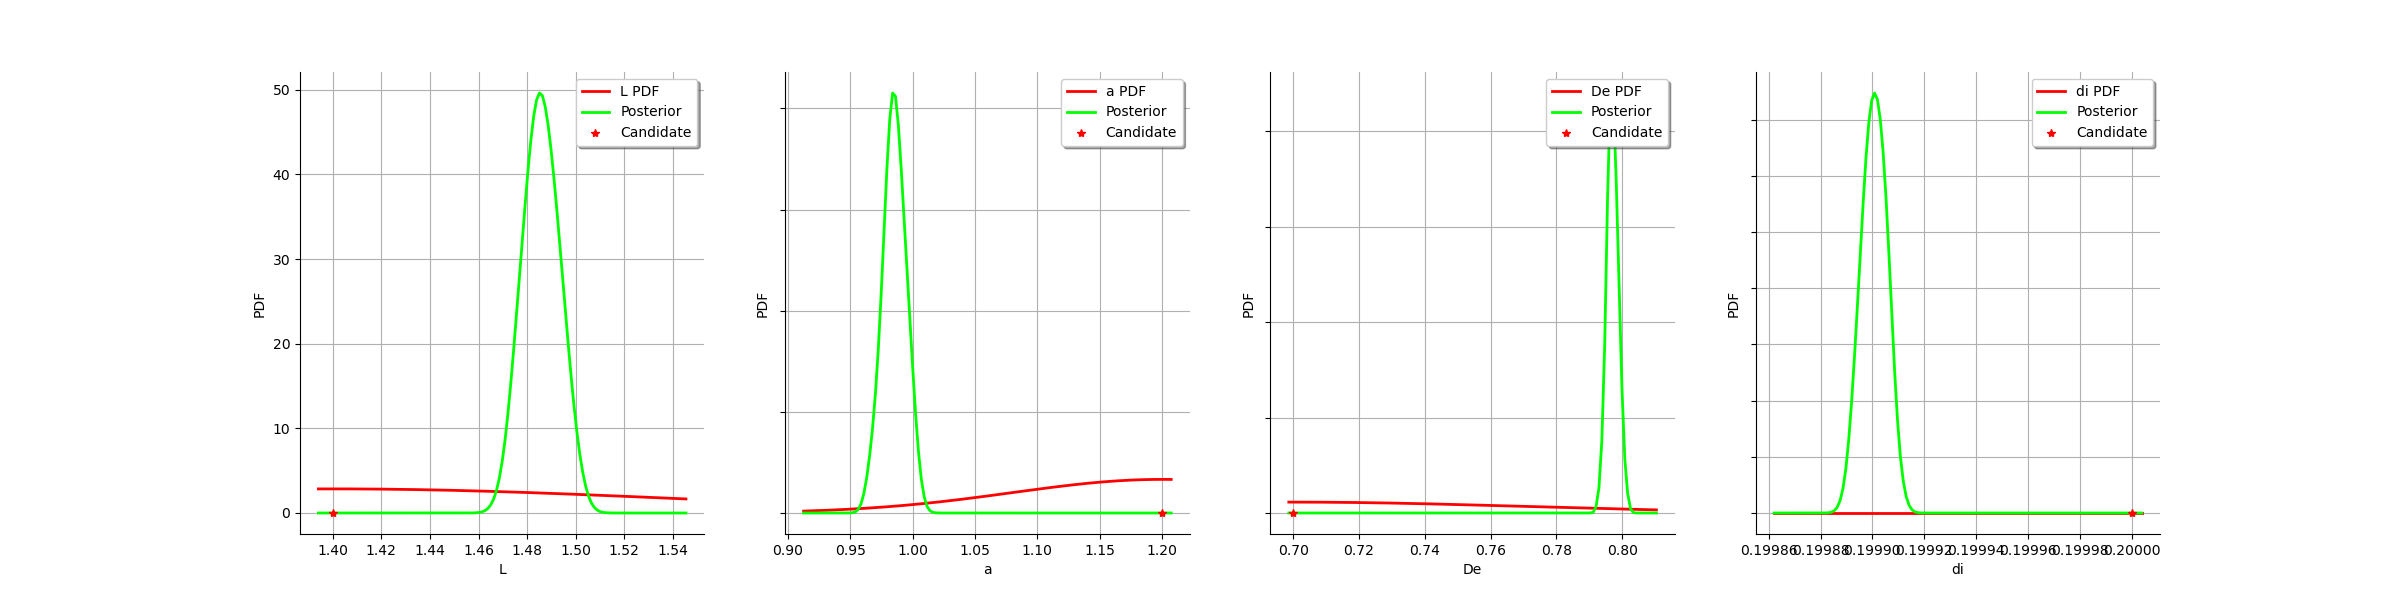 PDF
50
40
30
20
10
0
L PDF
Posterior
Candidate
1.40 1.42 1.44 1.46 1.48 1.50 1.52 1.54
L
PDF
a PDF
Posterior
Candidate
0.90 0.95 1.00 1.05 1.10 1.15 1.20
a
PDF
De PDF
Posterior
Candidate
0.70 0.72 0.74 0.76 0.78 0.80
De
PDF
di PDF
Posterior
Candidate
0.19986 0.19988 0.19990 0.19992 0.19994 0.19996 0.19998 0.20000
di